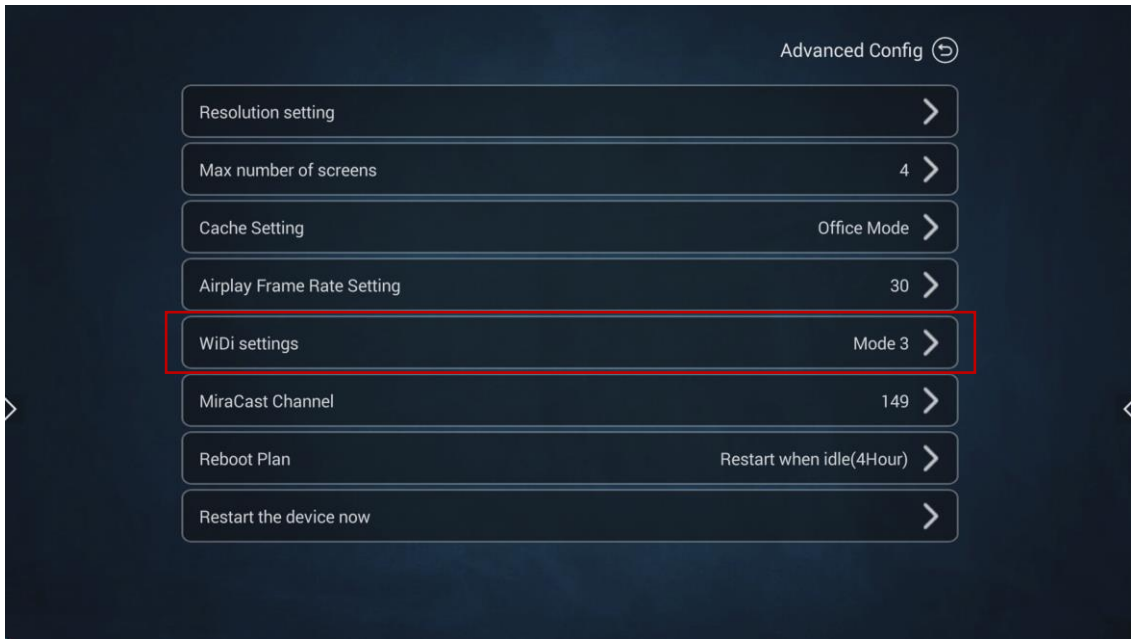 Advanced Config
Resolution setting
Max number of screens 4
Cache Setting Office Mode
Airplay Frame Rate Setting 30
WiDi settings Mode 3
MiraCast Channel 149
Reboot Plan Restart when idle(4Hour)
Restart the device now